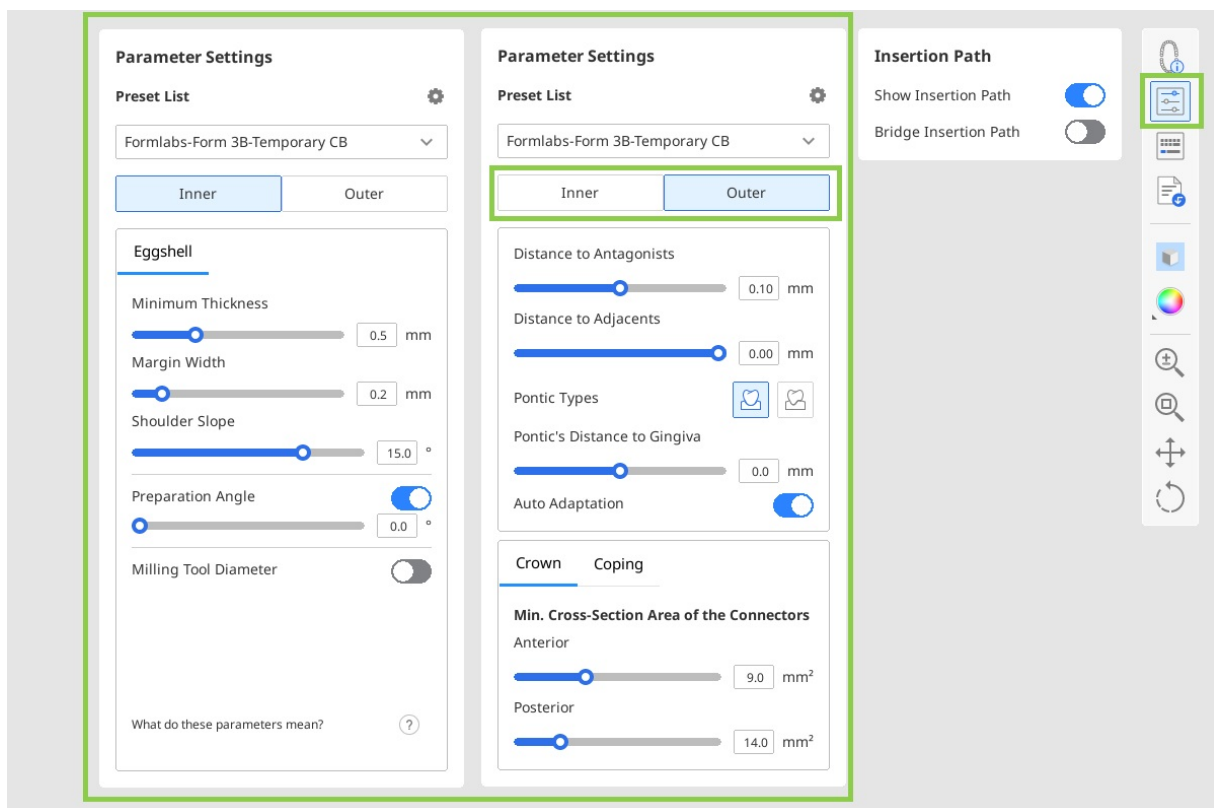 Parameter Settings
Preset List
Formlabs-Form 3B-Temporary CB
Inner Outer
Eggshell
Minimum Thickness
0.5 mm
Margin Width
0.2 mm
Shoulder Slope
15.0 °
Preparation Angle
0.0 °
Milling Tool Diameter
What do these parameters mean? ?
Parameter Settings
Preset List
Formlabs-Form 3B-Temporary CB
Inner Outer
Distance to Antagonists
0.10 mm
Distance to Adjacents
0.00 mm
Pontic Types
Pontic's Distance to Gingiva
0.0 mm
Auto Adaptation
Crown Coping
Min. Cross-Section Area of the Connectors
Anterior
9.0 mm²
Posterior
14.0 mm²
Insertion Path
Show Insertion Path
Bridge Insertion Path